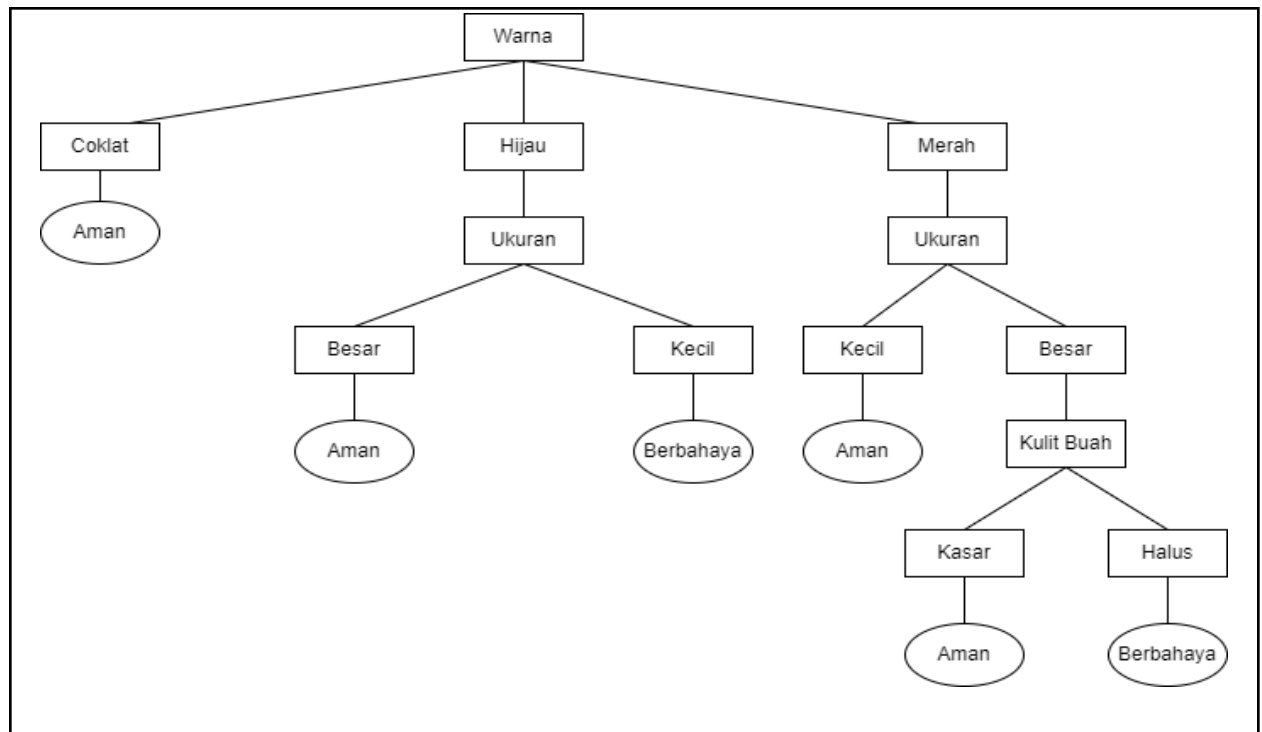 Warna
Coklat
Hijau
Merah
Aman
Ukuran
Ukuran
Besar
Kecil
Kecil
Besar
Aman
Berbahaya
Aman
Kulit Buah
Kasar
Halus
Aman
Berbahaya